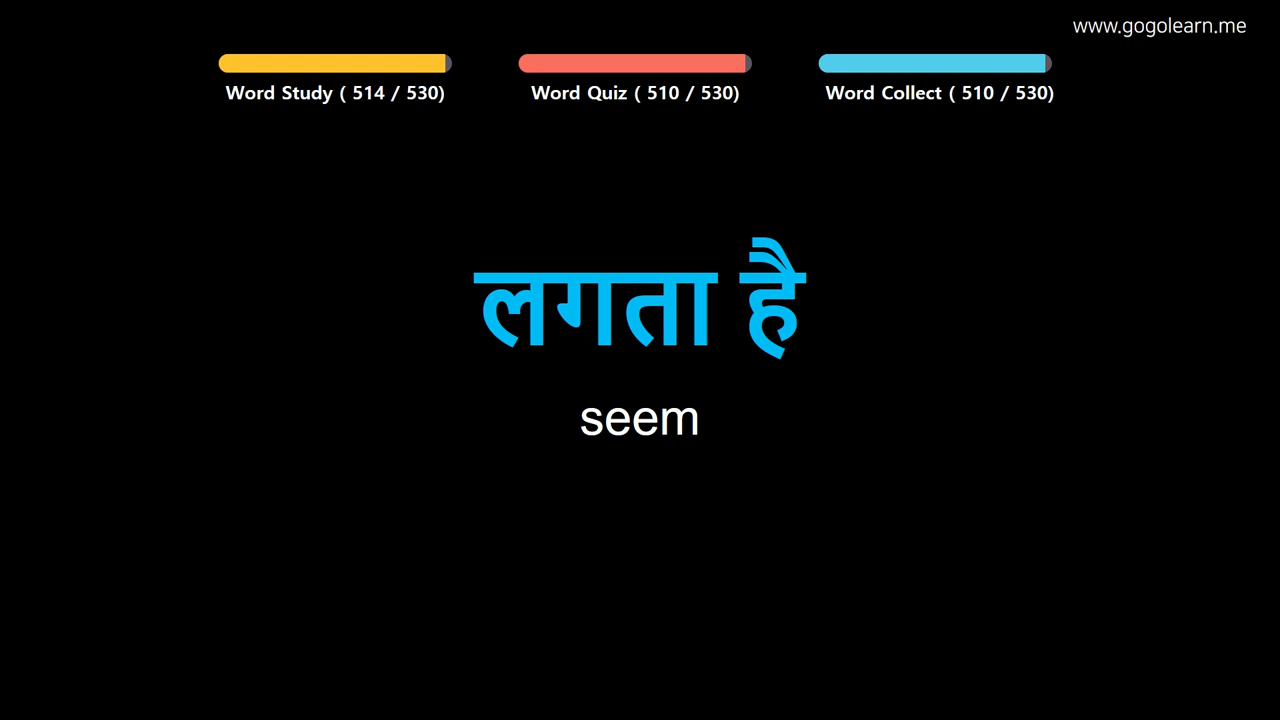 www.gogolearn.me
Word Study ( 514 / 530)
Word Quiz ( 510 / 530)
Word Collect ( 510 / 530)
लगता है
seem